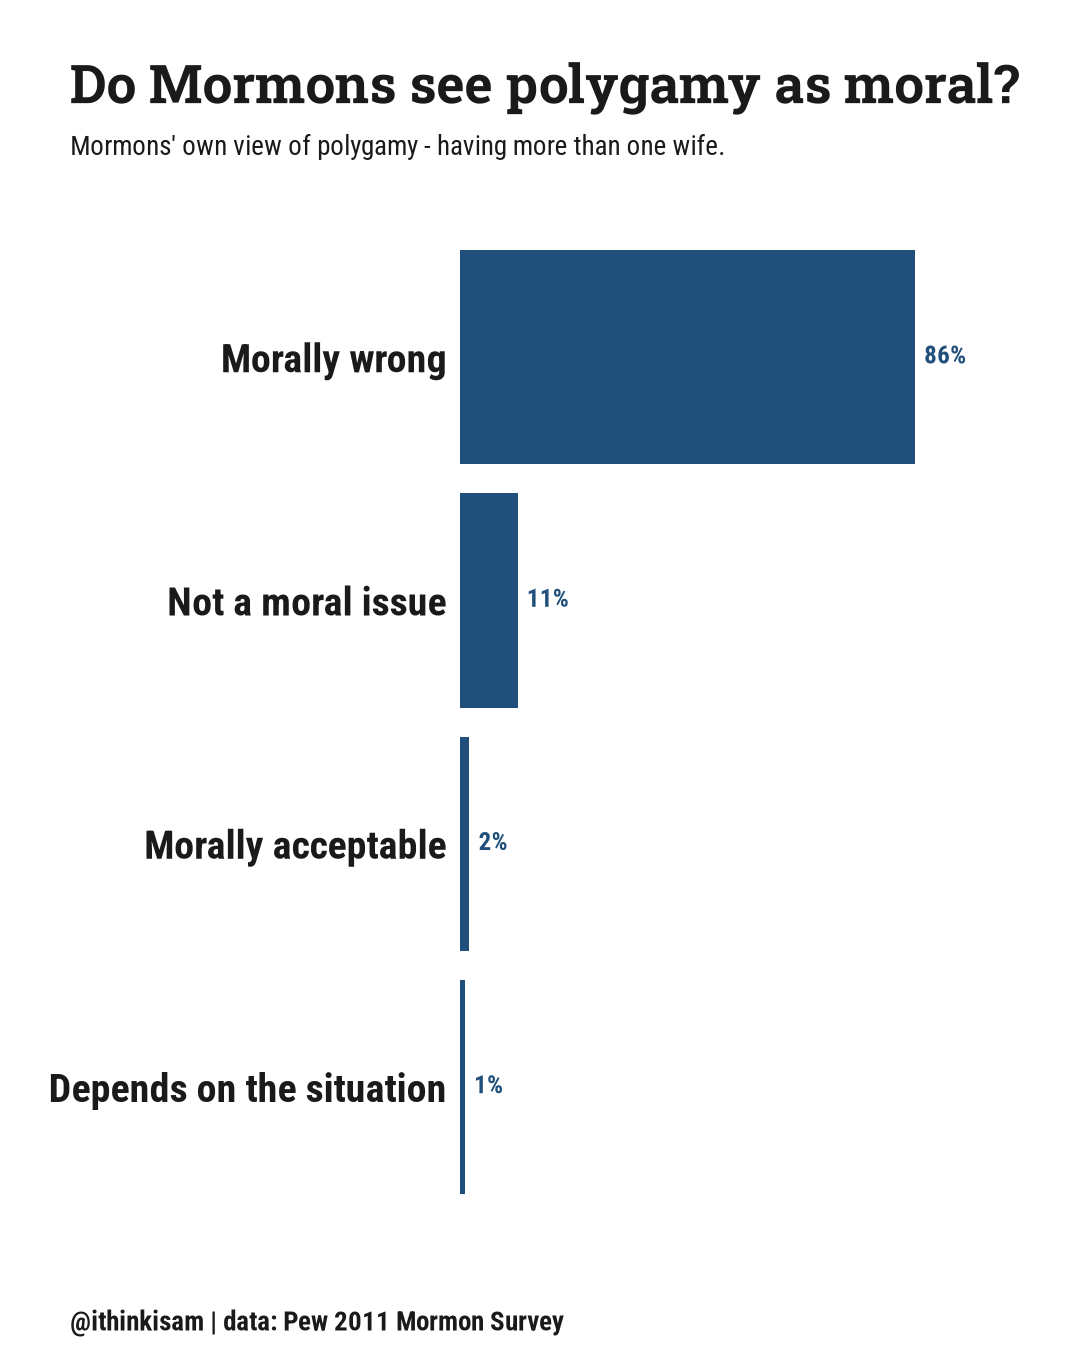 Do Mormons see polygamy as moral?
Mormons' own view of polygamy - having more than one wife.
Morally wrong
86%
Not a moral issue
11%
Morally acceptable
2%
Depends on the situation
1%
@ithinkisam | data: Pew 2011 Mormon Survey